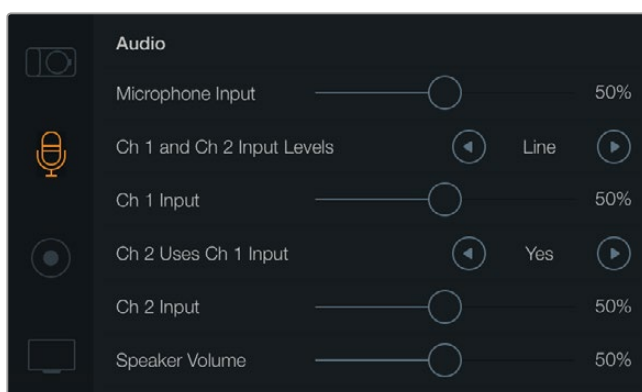 Audio
Microphone Input 50%
Ch 1 and Ch 2 Input Levels Line
Ch 1 Input 50%
Ch 2 Uses Ch 1 Input Yes
Ch 2 Input 50%
Speaker Volume 50%